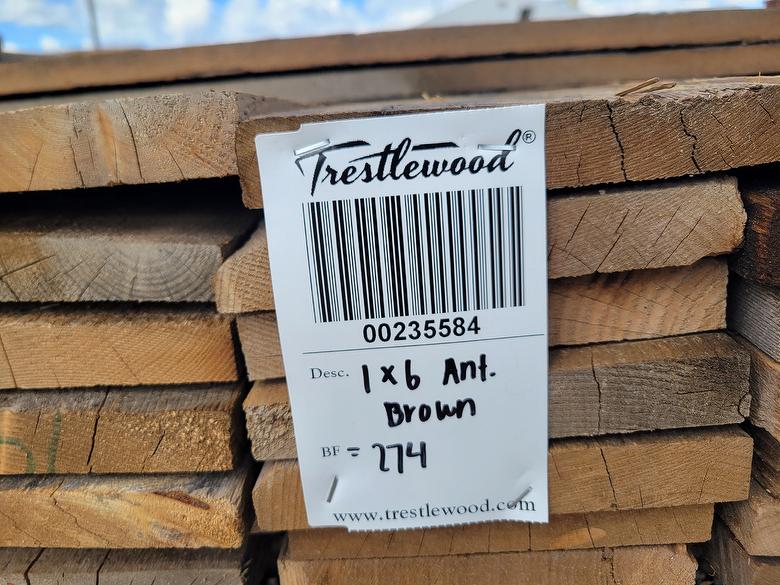 Trestlewood®
00235584
Desc. 1x6 Ant.
Brown
BF = 274
www.trestlewood.com